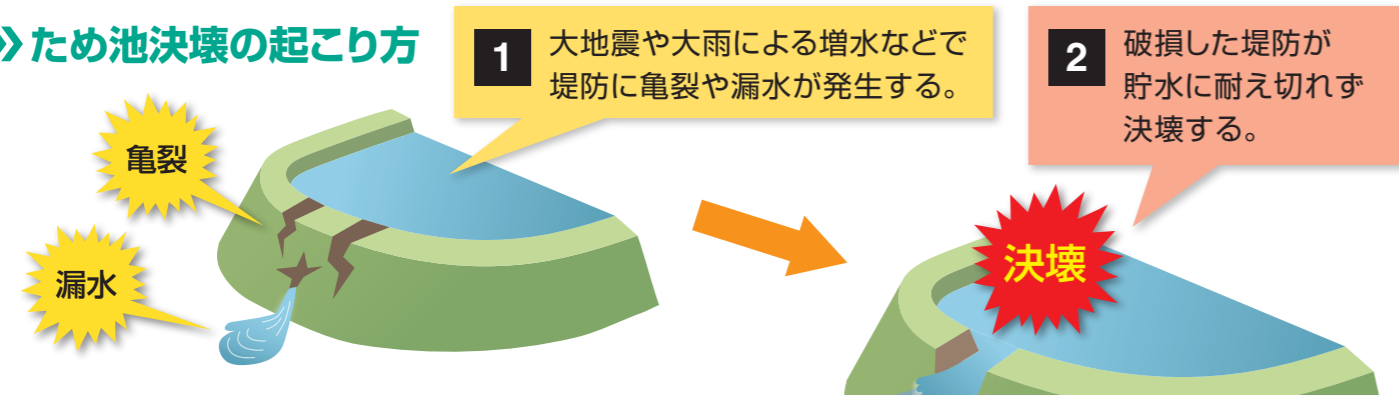 »ため池決壊の起こり方
1
大地震や大雨による増水などで
堤防に亀裂や漏水が発生する。
2
破損した堤防が
貯水に耐え切れず
決壊する。
亀裂
漏水
決壊